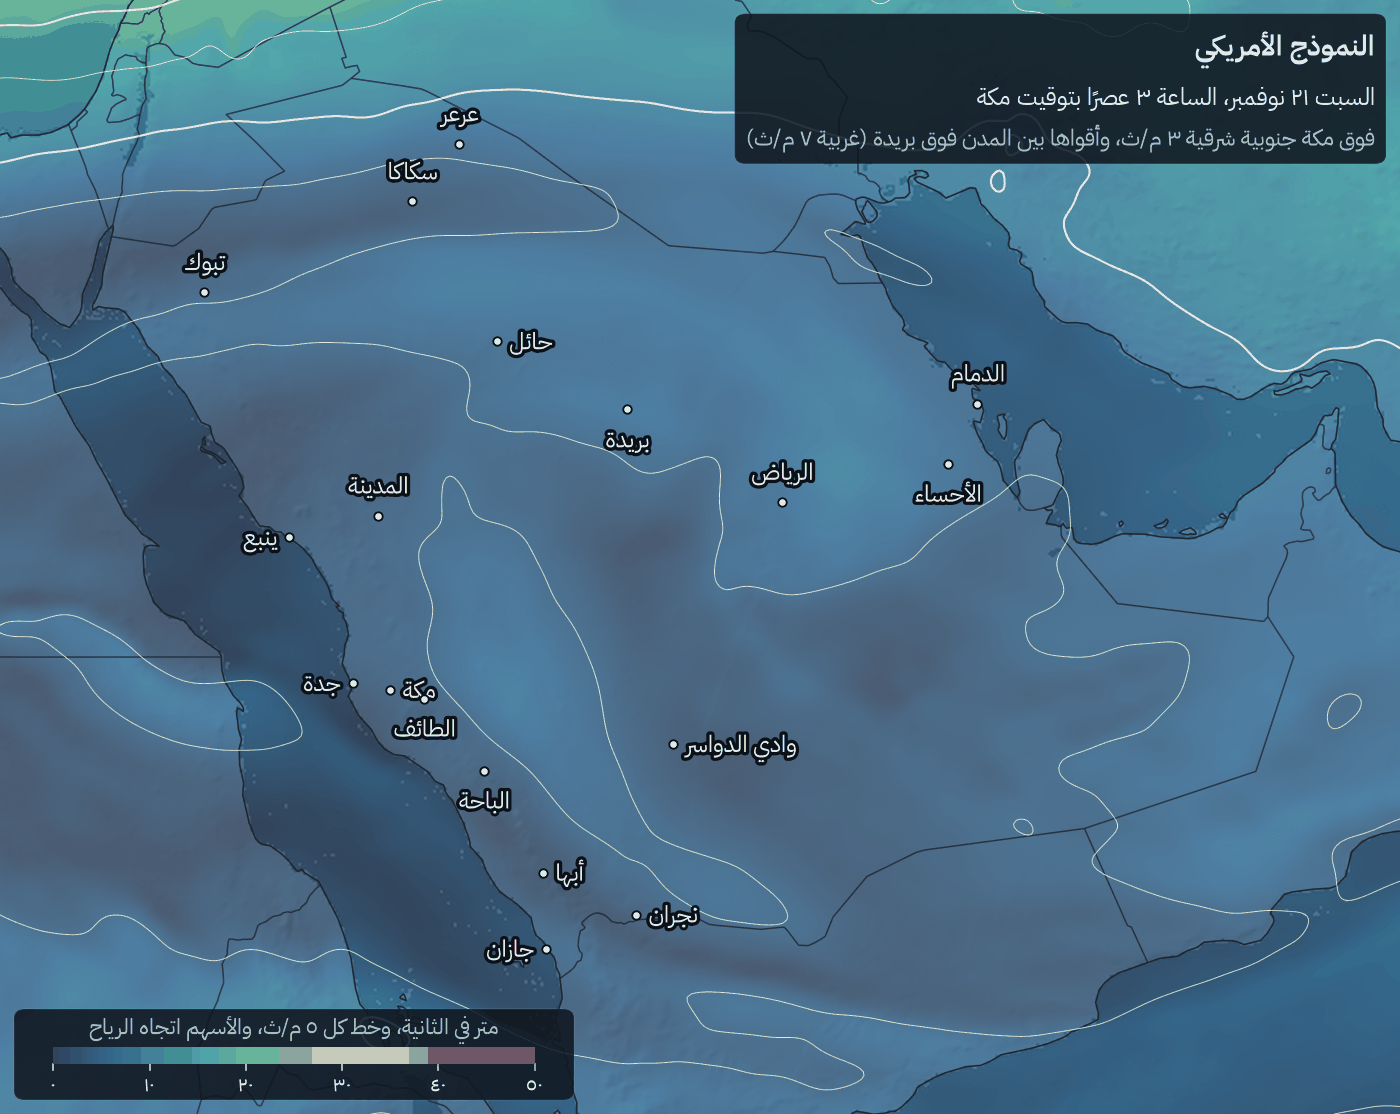 النموذج الأمريكي
السبت ٢١ نوفمبر، الساعة ٣ عصرًا بتوقيت مكة
فوق مكة جنوبية شرقية ٣ م/ث، وأقواها بين المدن فوق بريدة (غربية ٧ م/ث)
عرعر
سكاكا
تبوك
حائل
الدمام
بريدة
الرياض
الأحساء
المدينة
ينبع
جدة
مكة
الطائف
وادي الدواسر
الباحة
أبها
نجران
جازان
متر في الثانية، وخط كل ٥ م/ث، والأسهم اتجاه الرياح
٠ ١٠ ٢٠ ٣٠ ٤٠ ٥٠